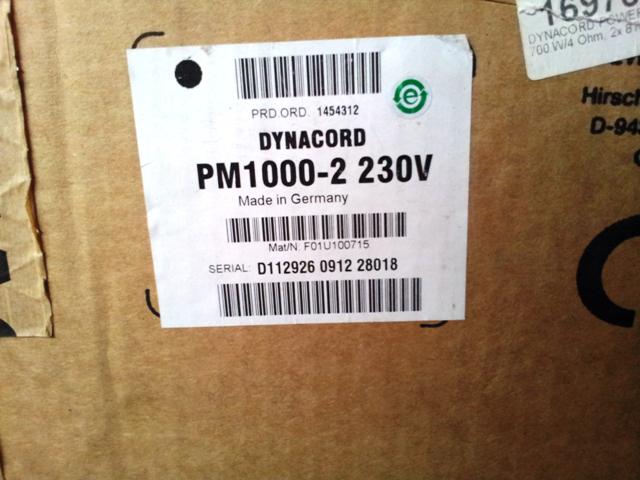 DYNACORD POWER
700 W/4 Ohm, 2x
PRD.ORD. 1454312
e
DYNACORD
PM1000-2 230V
Made in Germany
Mat/N: F01U100715
SERIAL: D112926 0912 28018
D-94